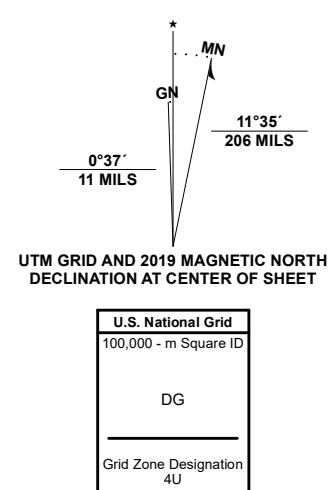 ★
MN
GN
11°35´
206 MILS
0°37´
11 MILS
UTM GRID AND 2019 MAGNETIC NORTH
DECLINATION AT CENTER OF SHEET
U.S. National Grid
100,000 - m Square ID
DG
Grid Zone Designation
4U